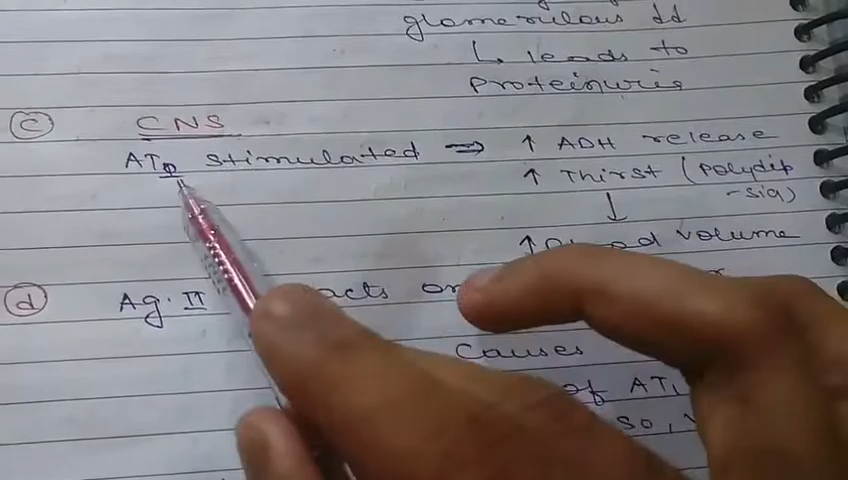 glomerulous dd
↳ leads to
Proteinuria
(c) CNS
AT stimulated ⇒ ↑ ADH release
↑ Thirst (Polydip
-sia)
↓
↑ volume
(d) Ag. II acts on
Causes
of AT₁
so,